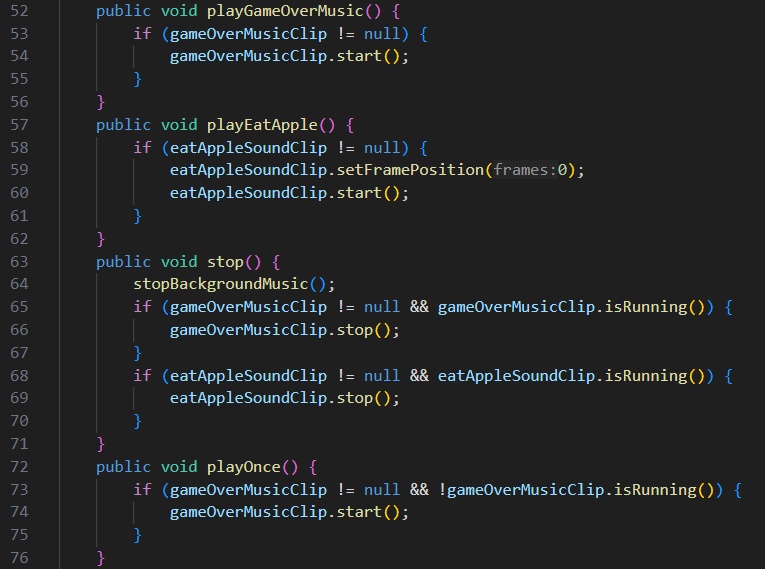 52 public void playGameOverMusic() {
53 if (gameOverMusicClip != null) {
54 gameOverMusicClip.start();
55 }
56 }
57 public void playEatApple() {
58 if (eatAppleSoundClip != null) {
59 eatAppleSoundClip.setFramePosition(frames:0);
60 eatAppleSoundClip.start();
61 }
62 }
63 public void stop() {
64 stopBackgroundMusic();
65 if (gameOverMusicClip != null && gameOverMusicClip.isRunning()) {
66 gameOverMusicClip.stop();
67 }
68 if (eatAppleSoundClip != null && eatAppleSoundClip.isRunning()) {
69 eatAppleSoundClip.stop();
70 }
71 }
72 public void playOnce() {
73 if (gameOverMusicClip != null && !gameOverMusicClip.isRunning()) {
74 gameOverMusicClip.start();
75 }
76 }